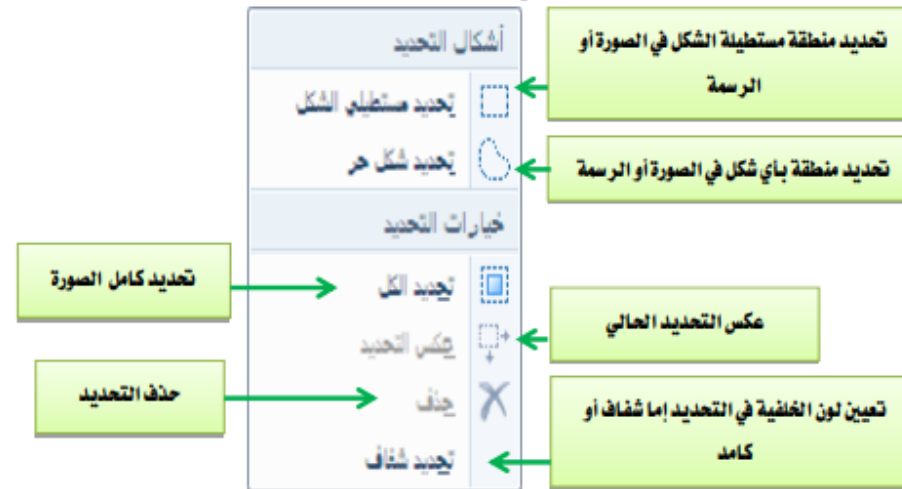 أشكال التحديد
تحديد منطقة مستطيلة الشكل في الصورة أو
الرسمة
تحديد مستطيلي الشكل
تحديد شكل حر
تحديد منطقة بأي شكل في الصورة أو الرسمة
خيارات التحديد
تحديد الكل
تحديد كامل الصورة
عكس التحديد
عكس التحديد الحالي
حذف
حذف التحديد
تحديد شفاف
تعيين لون الخلفية في التحديد إما شفاف أو
كامد